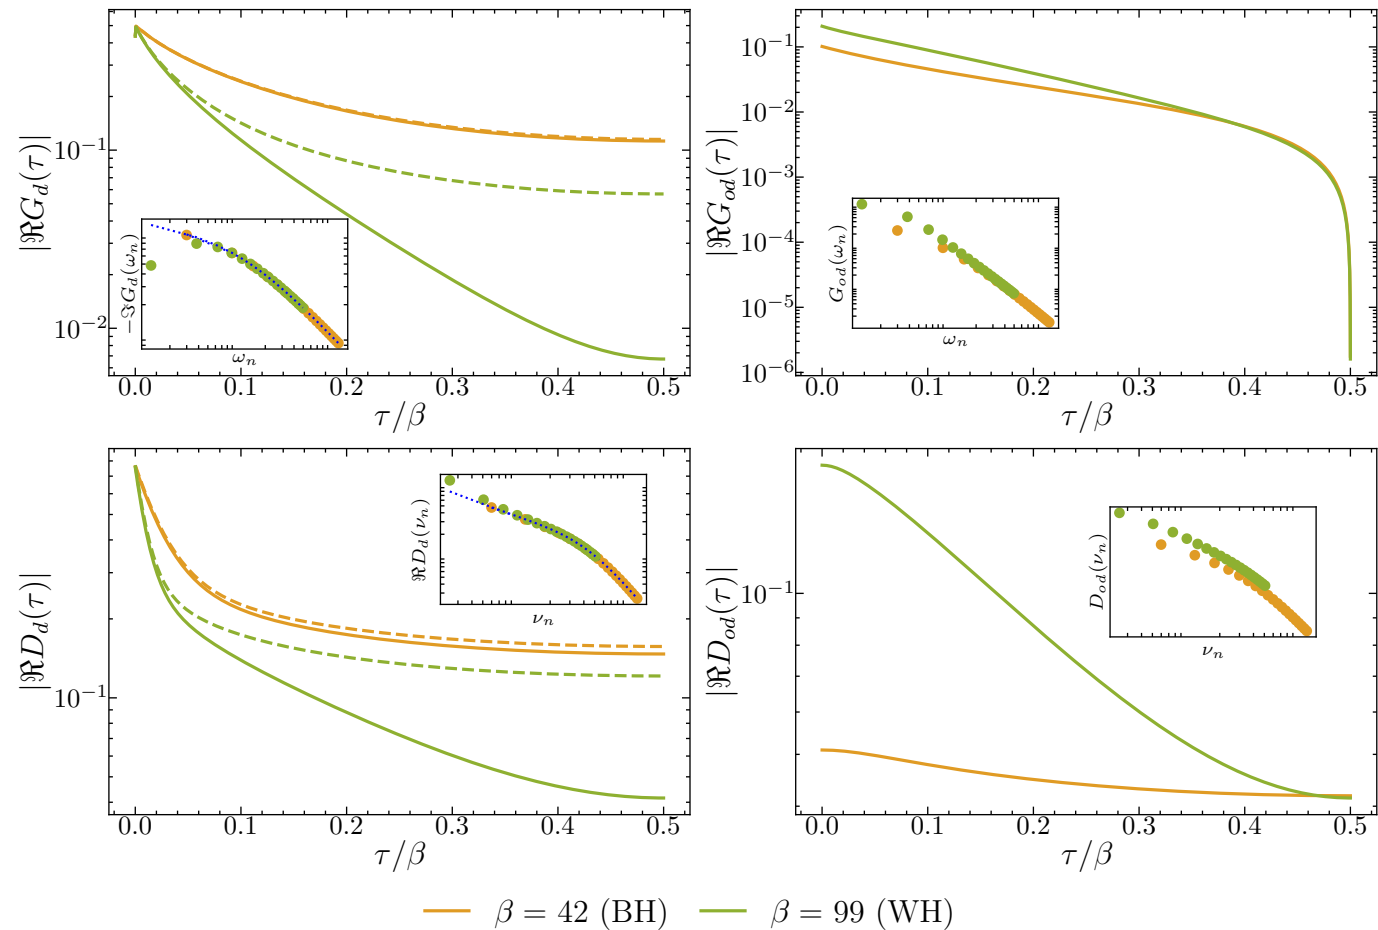 |ℜG_d(τ)|
10^−1
10^−2
−ℑG_d(ω_n)
ω_n
0.0 0.1 0.2 0.3 0.4 0.5
τ/β
|ℜG_od(τ)|
10^−1
10^−2
10^−3
10^−4
10^−5
10^−6
G_od(ω_n)
ω_n
0.0 0.1 0.2 0.3 0.4 0.5
τ/β
|ℜD_d(τ)|
10^−1
ℜD_d(ν_n)
ν_n
0.0 0.1 0.2 0.3 0.4 0.5
τ/β
|ℜD_od(τ)|
10^−1
D_od(ν_n)
ν_n
0.0 0.1 0.2 0.3 0.4 0.5
τ/β
β = 42 (BH) β = 99 (WH)